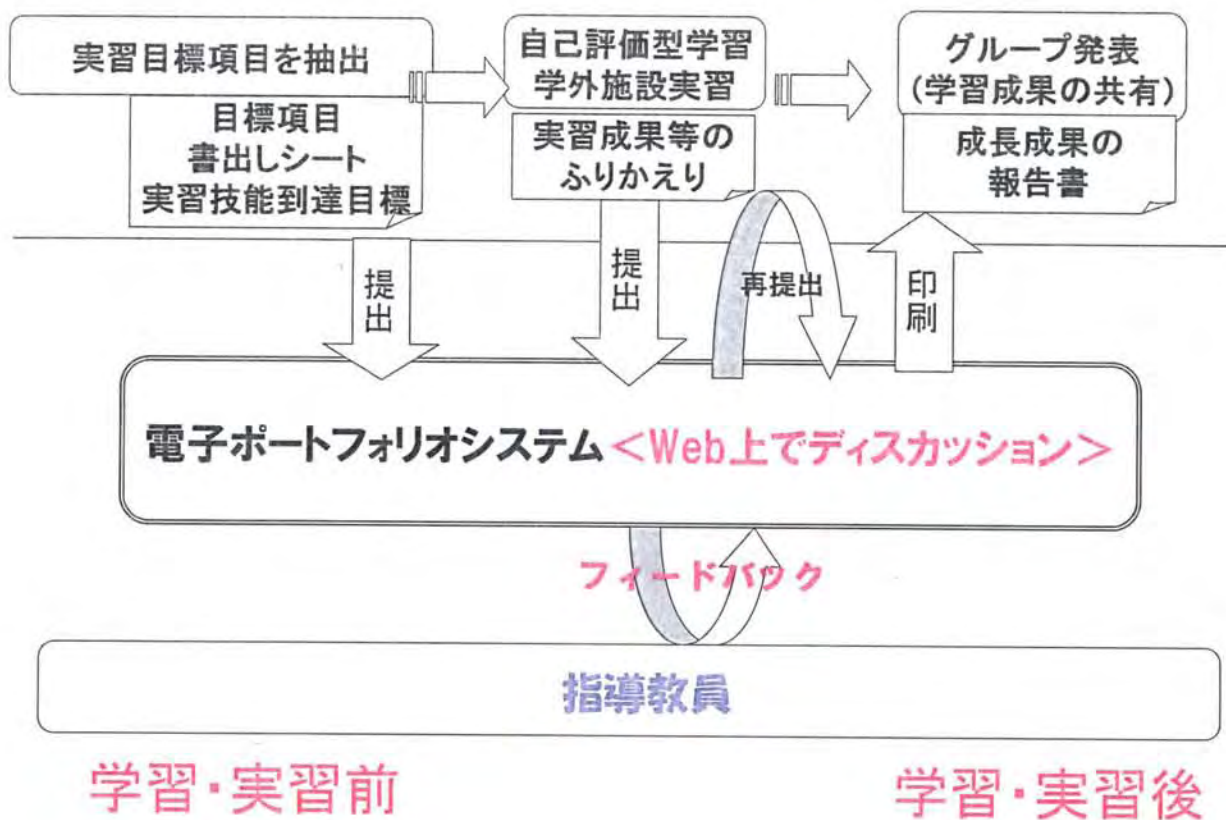 実習目標項目を抽出
目標項目
書出しシート
実習技能到達目標
自己評価型学習
学外施設実習
実習成果等の
ふりかえり
グループ発表
(学習成果の共有)
成長成果の
報告書
提出
提出
再提出
印刷
電子ポートフォリオシステム<Web上でディスカッション>
フィードバック
指導教員
学習・実習前
学習・実習後